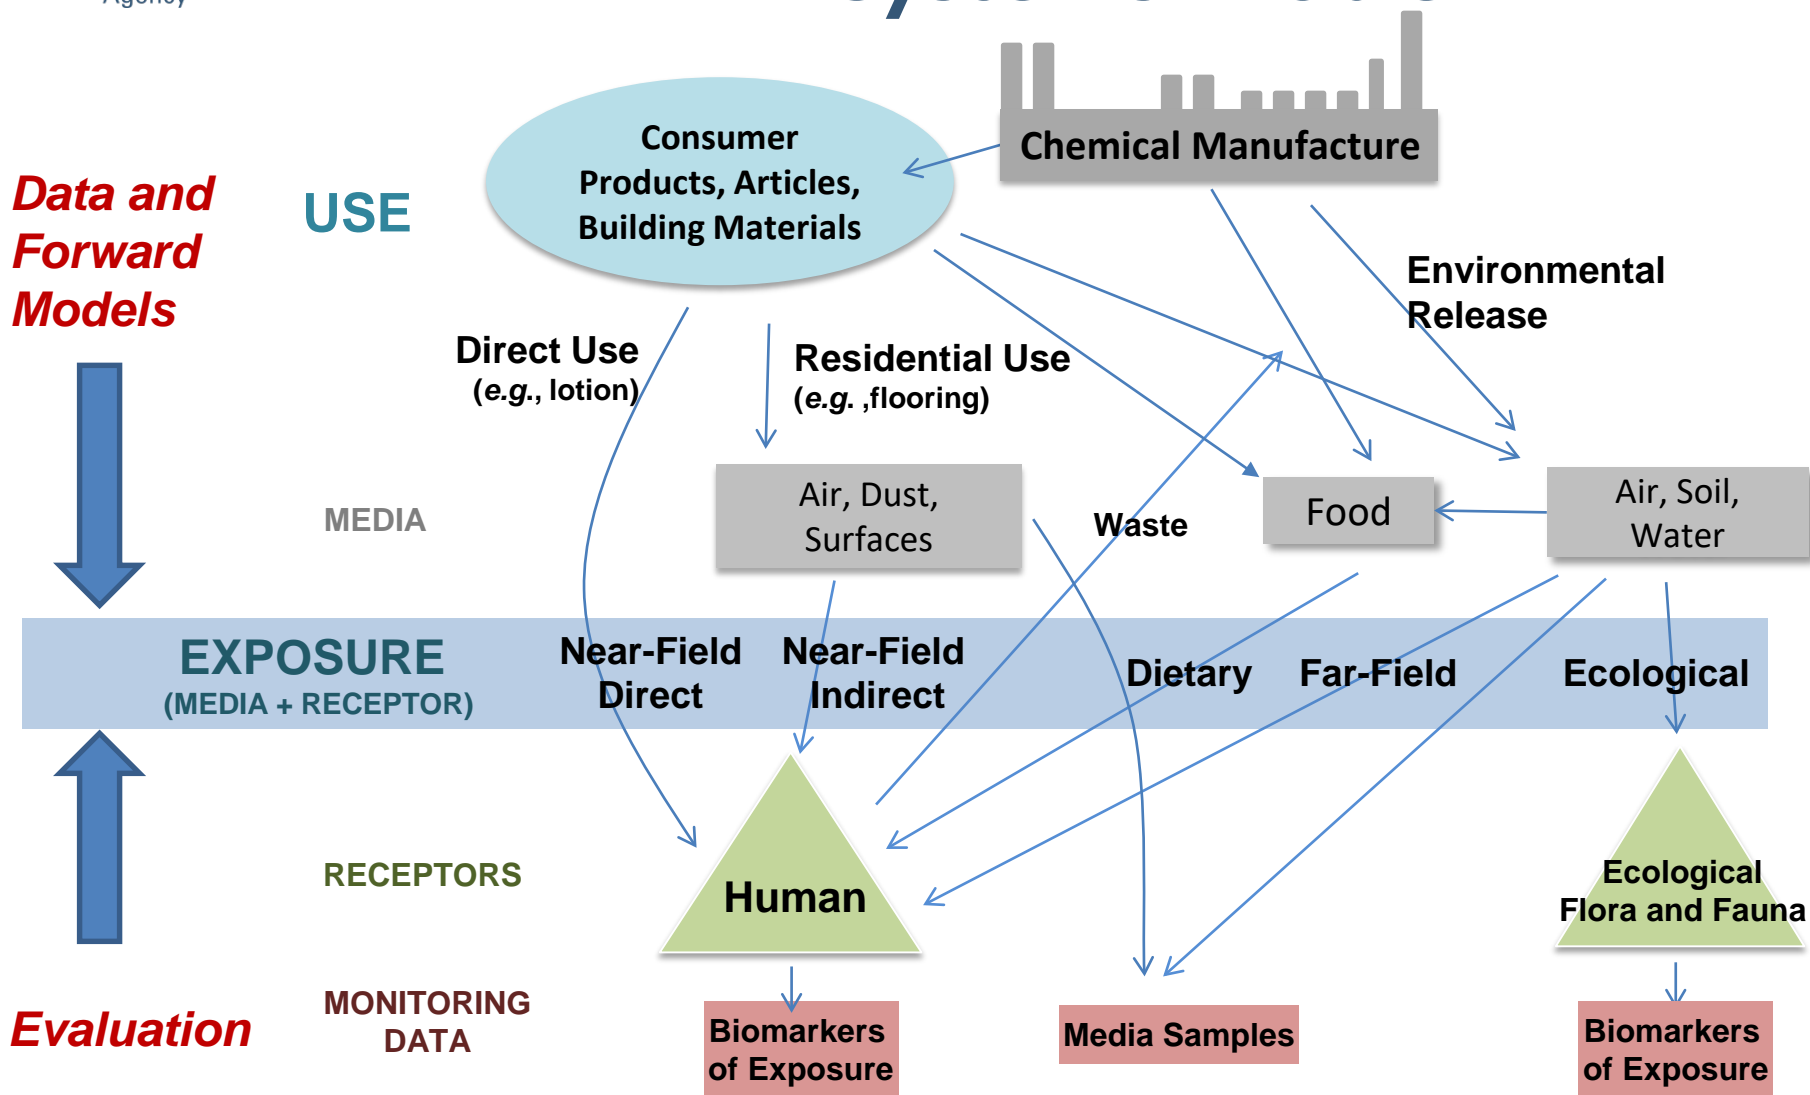 Agency
Consumer
Products, Articles,
Building Materials
Chemical Manufacture
Data and
Forward
Models
USE
Environmental
Release
Direct Use
(e.g., lotion)
Residential Use
(e.g. ,flooring)
MEDIA
Air, Dust,
Surfaces
Waste
Food
Air, Soil,
Water
EXPOSURE
(MEDIA + RECEPTOR)
Near-Field
Direct
Near-Field
Indirect
Dietary
Far-Field
Ecological
RECEPTORS
Human
Ecological
Flora and Fauna
Evaluation
MONITORING
DATA
Biomarkers
of Exposure
Media Samples
Biomarkers
of Exposure